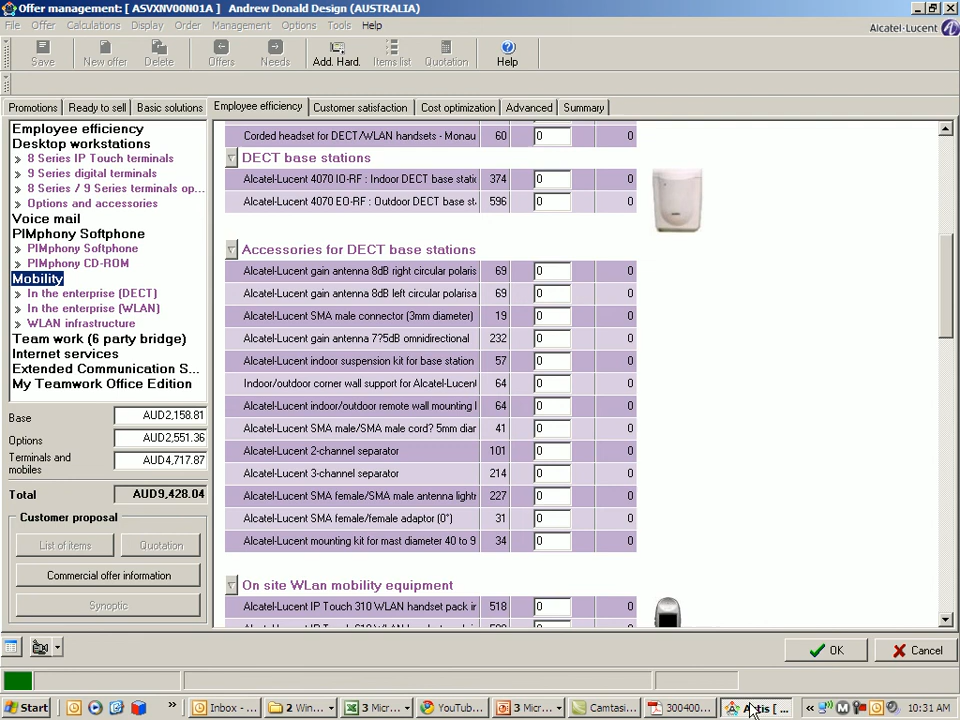 Offer management: [ ASVXNV00N01A ] Andrew Donald Design (AUSTRALIA)
File Offer Calculations Display Order Management Options Tools Help
Alcatel-Lucent
Save New offer Delete Offers Needs Add. Hard. Items list Quotation Help
Promotions Ready to sell Basic solutions Employee efficiency Customer satisfaction Cost optimization Advanced Summary
Employee efficiency
Desktop workstations
8 Series IP Touch terminals
9 Series digital terminals
8 Series / 9 Series terminals op...
Options and accessories
Voice mail
PIMphony Softphone
PIMphony Softphone
PIMphony CD-ROM
Mobility
In the enterprise (DECT)
In the enterprise (WLAN)
WLAN infrastructure
Team work (6 party bridge)
Internet services
Extended Communication S...
My Teamwork Office Edition
Base AUD2,158.81
Options AUD2,551.36
Terminals and mobiles AUD4,717.87
Total AUD9,428.04
Customer proposal
List of items Quotation
Commercial offer information
Synoptic
Corded headset for DECT/WLAN handsets - Monau 60 0 0
DECT base stations
Alcatel-Lucent 4070 IO-RF : Indoor DECT base static 374 0 0
Alcatel-Lucent 4070 EO-RF : Outdoor DECT base st 596 0 0
Accessories for DECT base stations
Alcatel-Lucent gain antenna 8dB right circular polaris 69 0 0
Alcatel-Lucent gain antenna 8dB left circular polarisa 69 0 0
Alcatel-Lucent SMA male connector (3mm diameter) 19 0 0
Alcatel-Lucent gain antenna 7?5dB omnidirectional 232 0 0
Alcatel-Lucent indoor suspension kit for base station 57 0 0
Indoor/outdoor corner wall support for Alcatel-Lucent 64 0 0
Alcatel-Lucent indoor/outdoor remote wall mounting 64 0 0
Alcatel-Lucent SMA male/SMA male cord? 5mm diar 41 0 0
Alcatel-Lucent 2-channel separator 101 0 0
Alcatel-Lucent 3-channel separator 214 0 0
Alcatel-Lucent SMA female/SMA male antenna lightr 227 0 0
Alcatel-Lucent SMA female/female adaptor (0°) 31 0 0
Alcatel-Lucent mounting kit for mast diameter 40 to 9 34 0 0
On site WLan mobility equipment
Alcatel-Lucent IP Touch 310 WLAN handset pack ir 518 0 0
OK Cancel
Start » Inbox - ... 2 Win... 3 Micr... YouTub... 3 Micr... Camtasi... 300400... [ ... « 10:31 AM